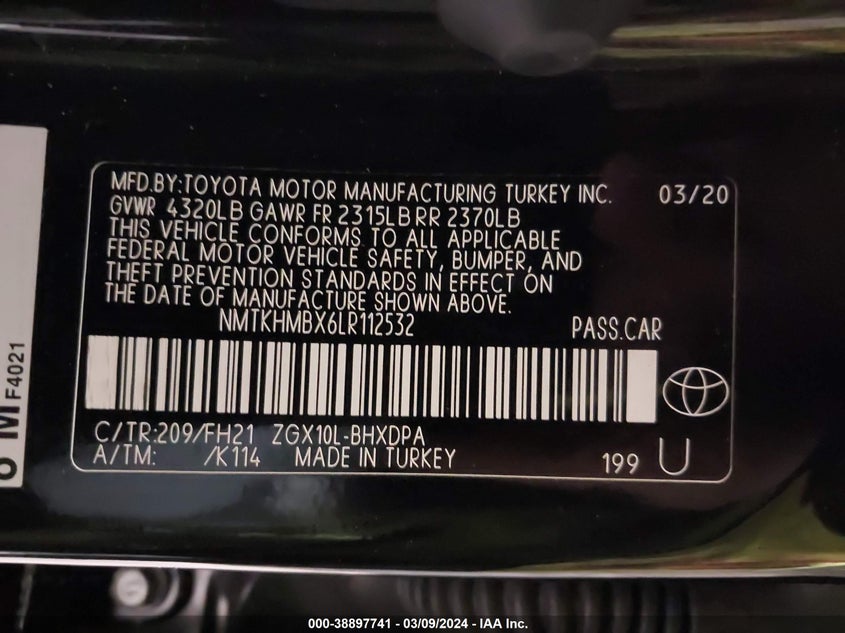 MFD.BY:TOYOTA MOTOR MANUFACTURING TURKEY INC. 03/20
GVWR 4320LB GAWR FR 2315LB RR 2370LB
THIS VEHICLE CONFORMS TO ALL APPLICABLE
FEDERAL MOTOR VEHICLE SAFETY, BUMPER, AND
THEFT PREVENTION STANDARDS IN EFFECT ON
THE DATE OF MANUFACTURE SHOWN ABOVE.
NMTKHMBX6LR112532 PASS.CAR
C/TR:209/FH21 ZGX10L-BHXDPA
A/TM: /K114 MADE IN TURKEY 199 U
F4021
M
000-38897741 - 03/09/2024 - IAA Inc.